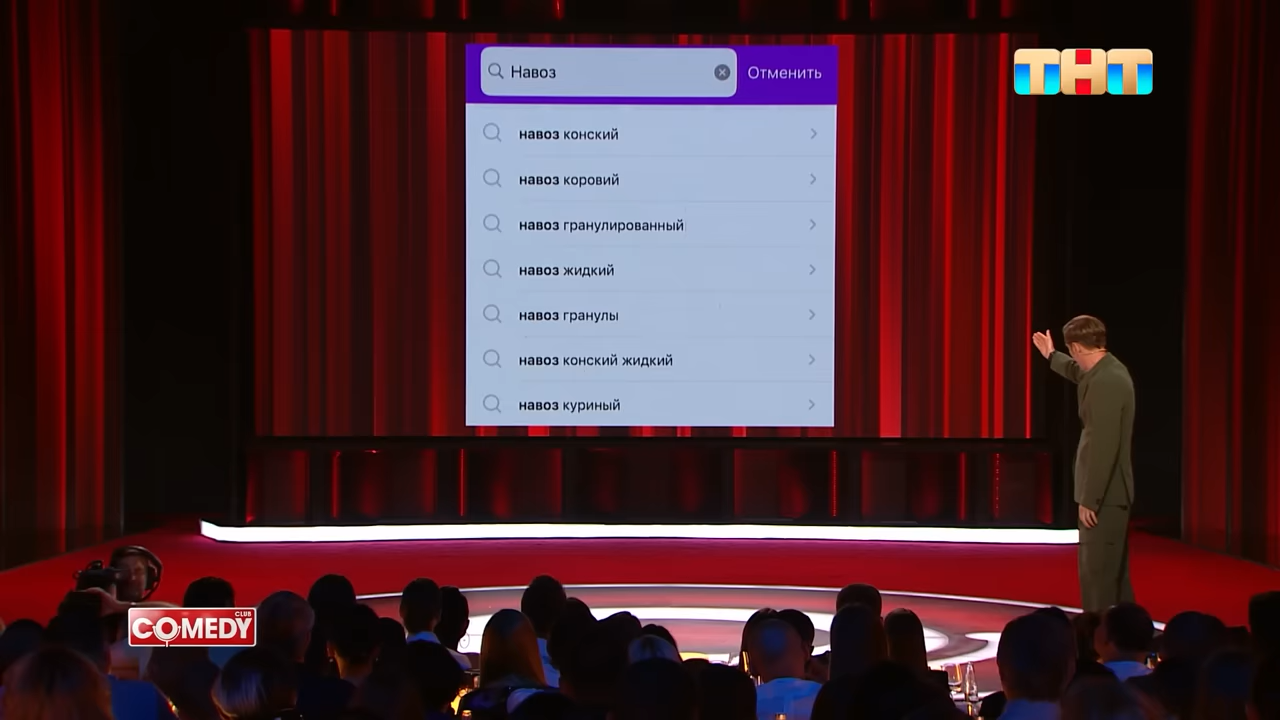 Навоз
Отменить
ТНТ
навоз конский
навоз коровий
навоз гранулированный
навоз жидкий
навоз гранулы
навоз конский жидкий
навоз куриный
COMEDY CLUB